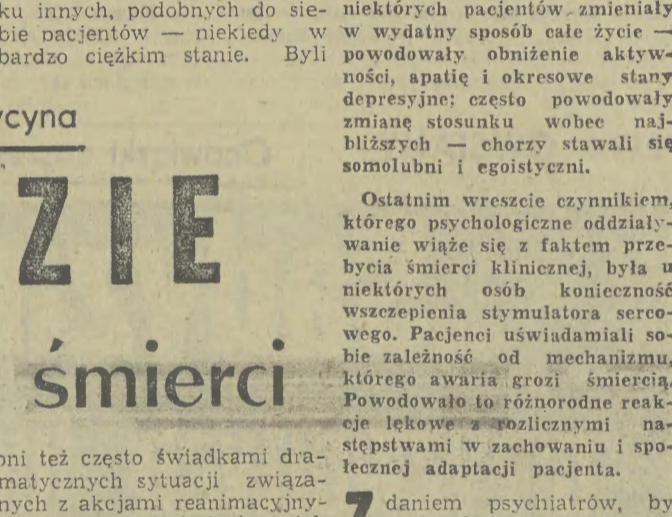 ku innych, podobnych do sie-
bie pacjentów — niekiedy w
bardzo ciężkim stanie. Byli
ycyna
ZIE
śmierci
oni też często świadkami dra-
matycznych sytuacji związa-
nych z akcjami reanimacyjny-
niektórych pacjentów zmieniały
w wydatny sposób całe życie —
powodowały obniżenie aktyw-
ności, apatię i okresowe stany
depresyjne; często powodowały
zmianę stosunku wobec naj-
bliższych — chorzy stawali się
somolubni i egoistyczni.
Ostatnim wreszcie czynnikiem,
którego psychologiczne oddziały-
wanie wiąże się z faktem prze-
bycia śmierci klinicznej, była u
niektórych osób konieczność
wszczepienia stymulatora serco-
wego. Pacjenci uświadamiali so-
bie zależność od mechanizmu,
którego awaria grozi śmiercią.
Powodowało to różnorodne reak-
cje lękowe z rozlicznymi na-
stępstwami w zachowaniu i spo-
łecznej adaptacji pacjenta.
Z daniem psychiatrów, by